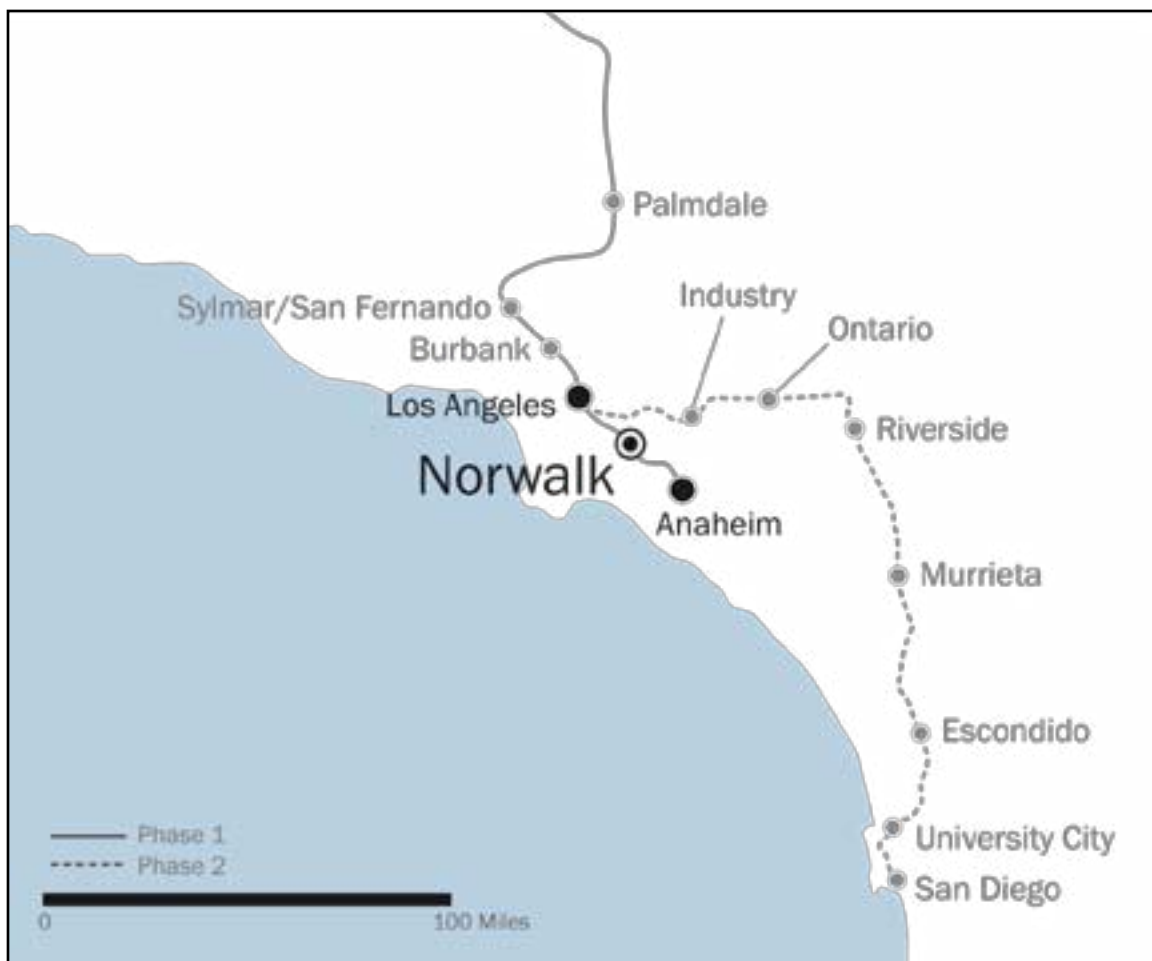 Palmdale
Industry
Sylmar/San Fernando
Ontario
Burbank
Los Angeles
Riverside
Norwalk
Anaheim
Murrieta
Escondido
Phase 1
University City
Phase 2
San Diego
0
100 Miles